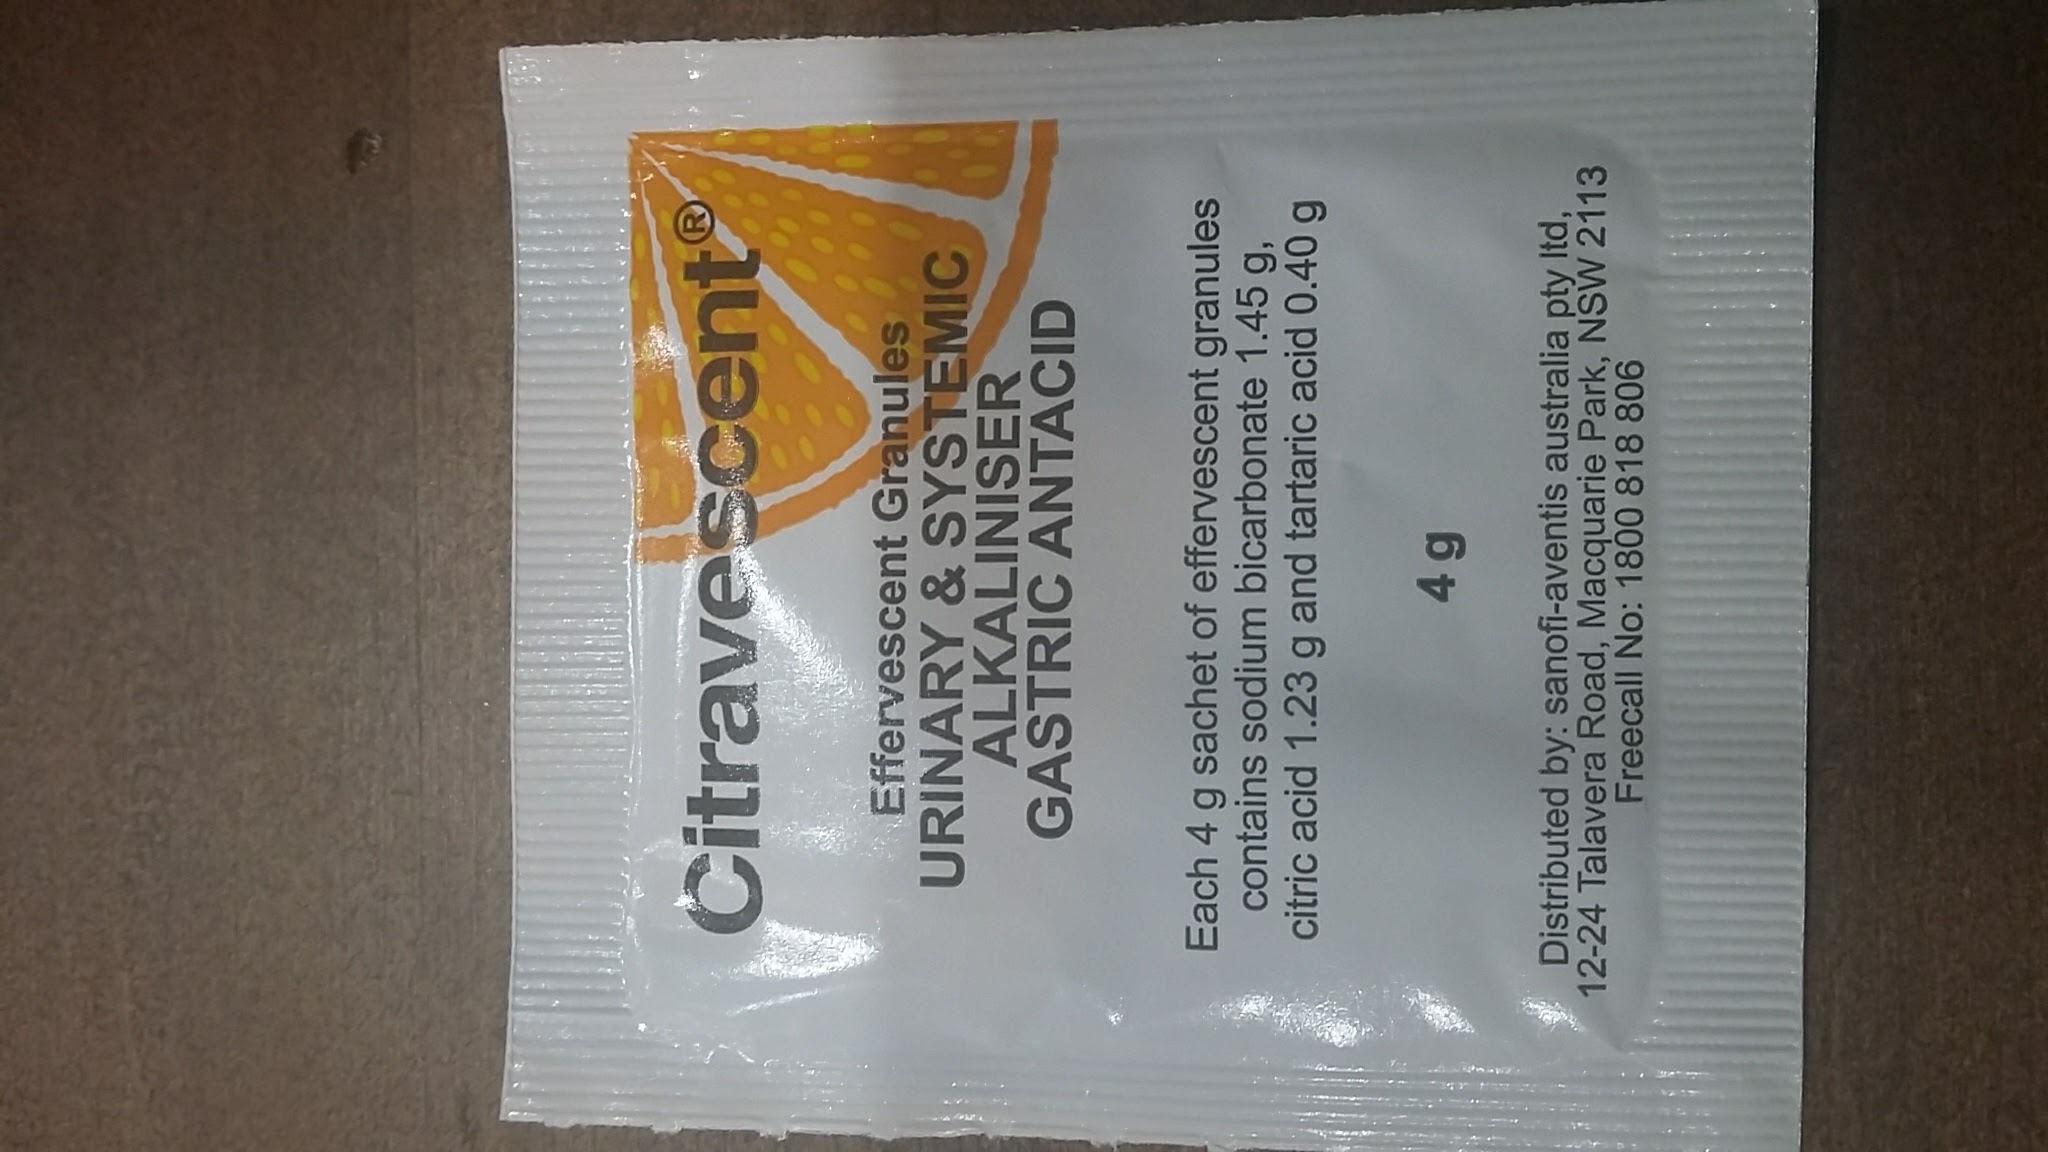 Citravescent®
Effervescent Granules
URINARY & SYSTEMIC
ALKALINISER
GASTRIC ANTACID
Each 4 g sachet of effervescent granules
contains sodium bicarbonate 1.45 g,
citric acid 1.23 g and tartaric acid 0.40 g
4 g
Distributed by: sanofi-aventis australia pty ltd,
12-24 Talavera Road, Macquarie Park, NSW 2113
Freecall No: 1800 818 806